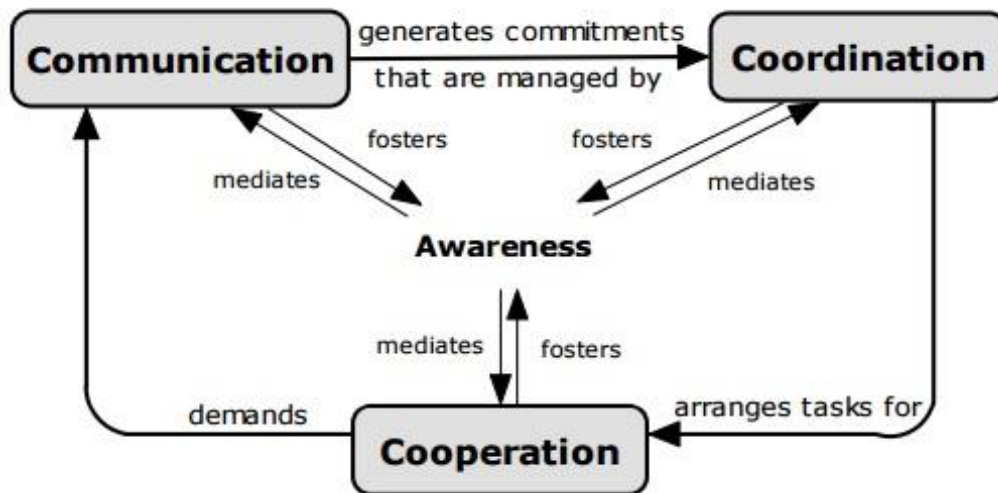 generates commitments
Communication
Coordination
that are managed by
fosters
fosters
mediates
mediates
Awareness
mediates
fosters
demands
arranges tasks for
Cooperation